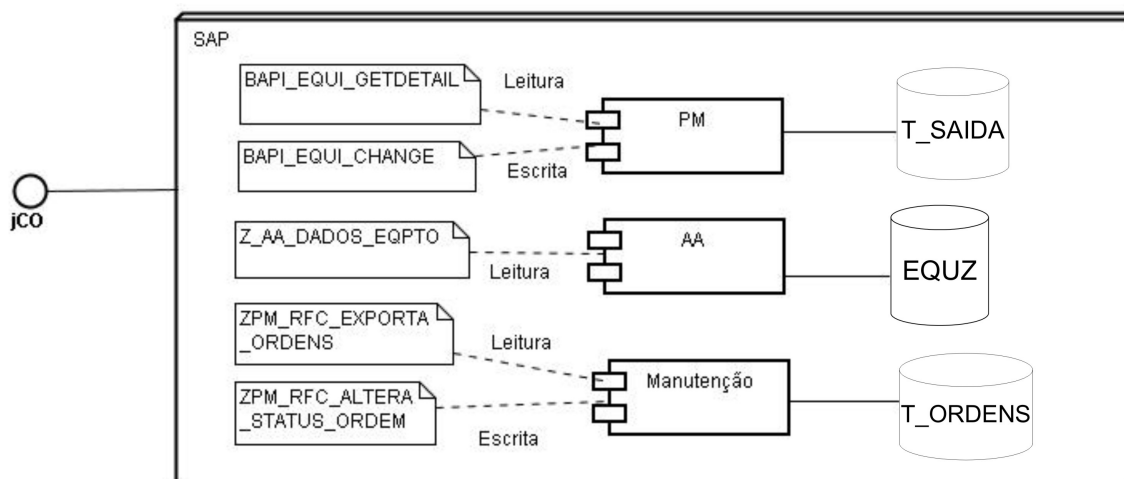 SAP
BAPI_EQUI_GETDETAIL
Leitura
PM
T_SAIDA
BAPI_EQUI_CHANGE
Escrita
jCO
Z_AA_DADOS_EQPTO
Leitura
AA
EQUZ
ZPM_RFC_EXPORTA
_ORDENS
Leitura
Manutenção
T_ORDENS
ZPM_RFC_ALTERA
_STATUS_ORDEM
Escrita